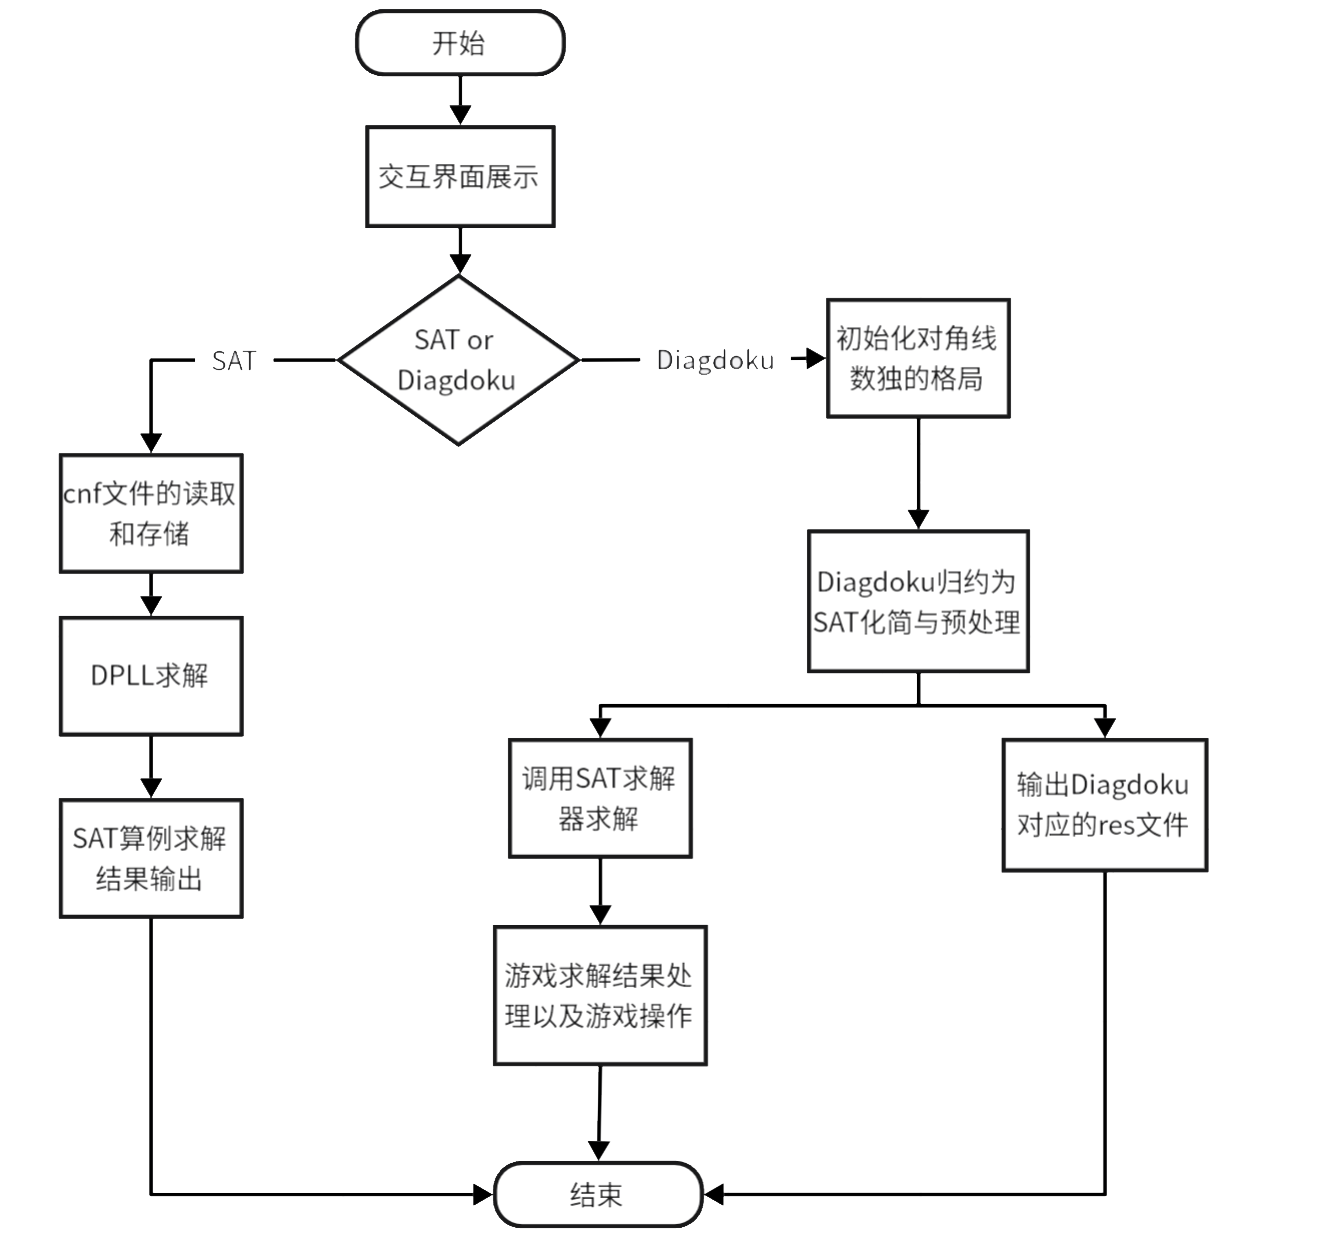 开始
交互界面展示
SAT or
Diagdoku
SAT
Diagdoku
初始化对角线
数独的格局
cnf文件的读取
和存储
Diagdoku归约为
SAT化简与预处理
DPLL求解
调用SAT求解
器求解
输出Diagdoku
对应的res文件
SAT算例求解
结果输出
游戏求解结果处
理以及游戏操作
结束